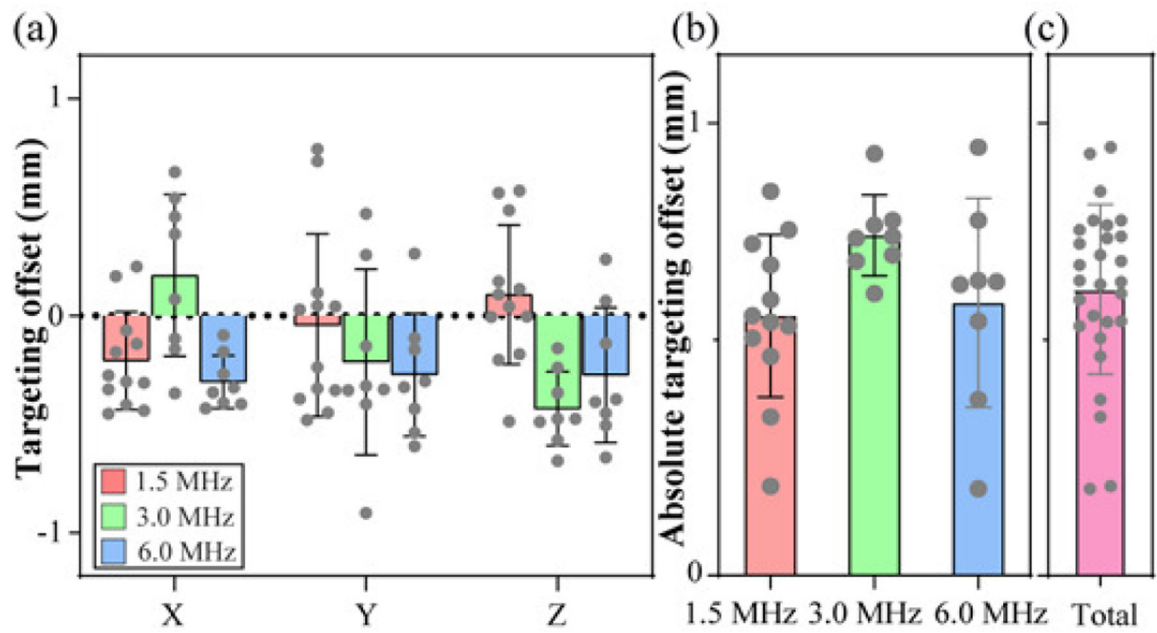 (a)
Targeting offset (mm)
1
0
-1
1.5 MHz
3.0 MHz
6.0 MHz
X Y Z
(b)
Absolute targeting offset (mm)
1
0
1.5 MHz 3.0 MHz 6.0 MHz
(c)
Total